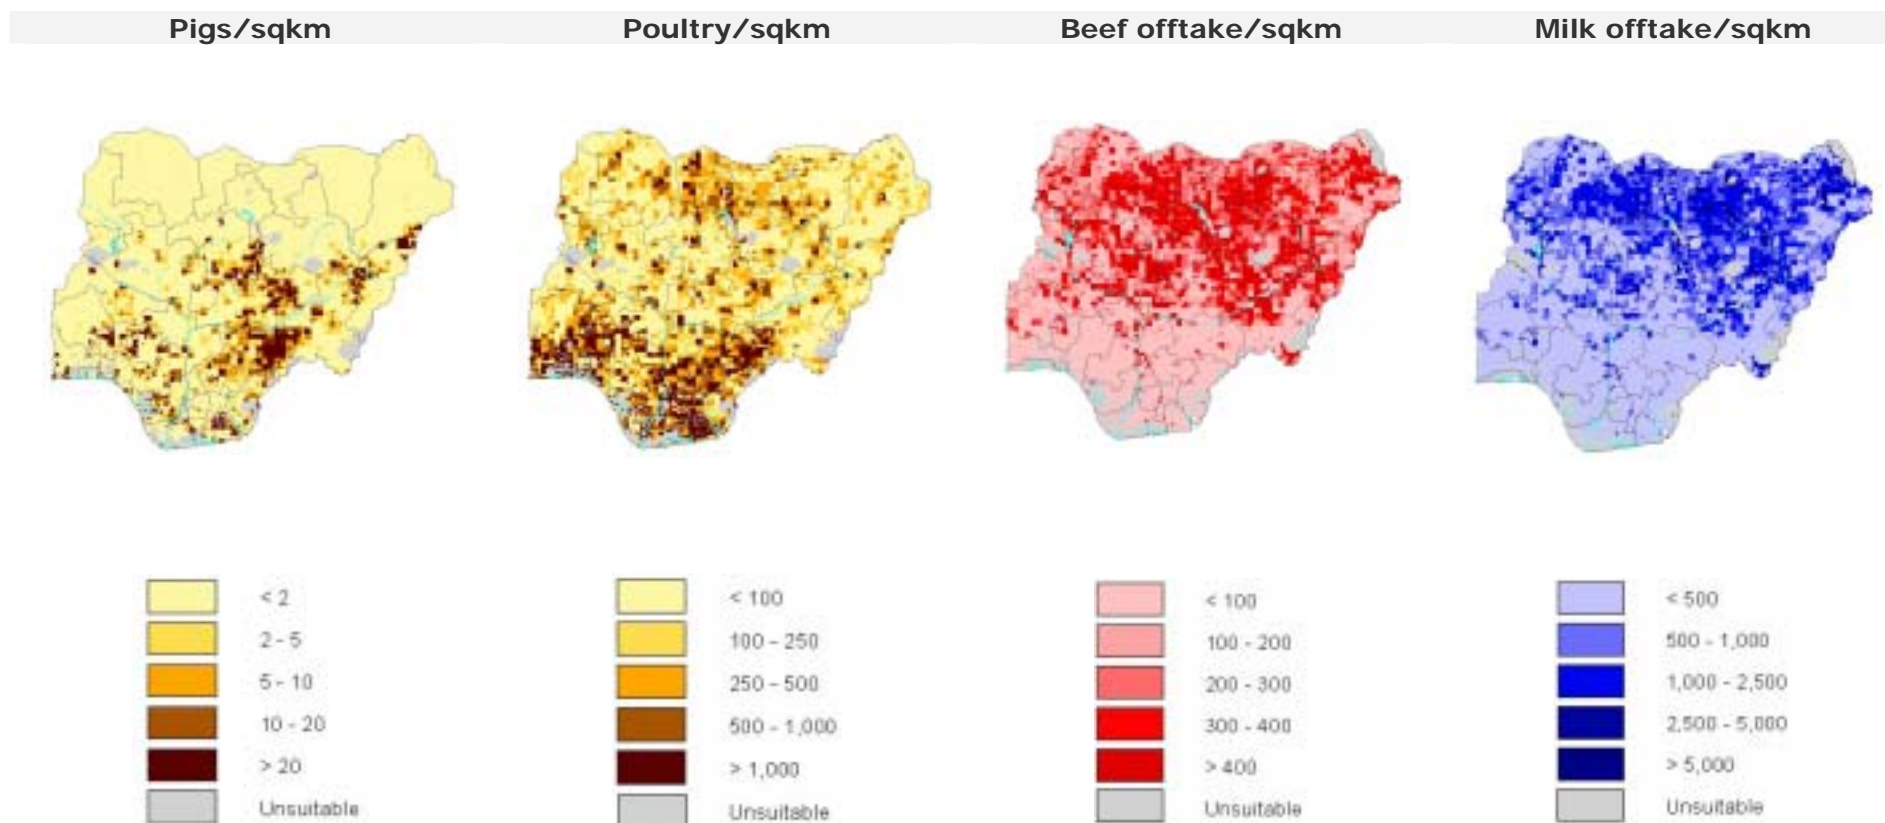 Pigs/sqkm Poultry/sqkm Beef offtake/sqkm Milk offtake/sqkm
< 2
2 - 5
5 - 10
10 - 20
> 20
Unsuitable
< 100
100 - 250
250 - 500
500 - 1,000
> 1,000
Unsuitable
< 100
100 - 200
200 - 300
300 - 400
> 400
Unsuitable
< 500
500 - 1,000
1,000 - 2,500
2,500 - 5,000
> 5,000
Unsuitable